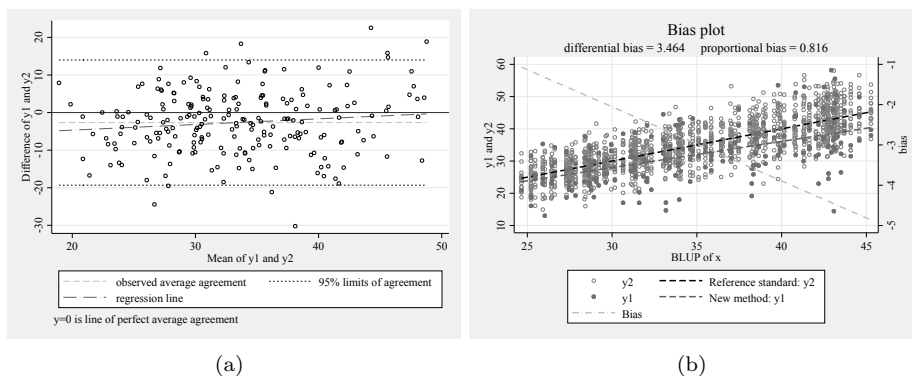 Difference of y1 and y2
20
10
0
-10
-20
-30
20 30 40 50
Mean of y1 and y2
observed average agreement 95% limits of agreement
regression line
y=0 is line of perfect average agreement
(a)
Bias plot
differential bias = 3.464 proportional bias = 0.816
y1 and y2
60
50
40
30
20
10
-1
-2
-3
-4
-5
bias
25 30 35 40 45
BLUP of x
y2 Reference standard: y2
y1 New method: y1
Bias
(b)